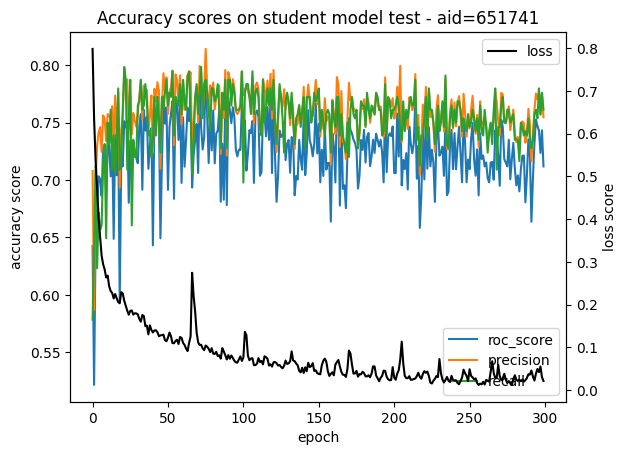 Accuracy scores on student model test - aid=651741
loss
0.80
0.75
0.70
0.65
0.60
0.55
accuracy score
0.8
0.7
0.6
0.5
0.4
0.3
0.2
0.1
0.0
loss score
roc_score
precision
recall
0
50
100
150
200
250
300
epoch